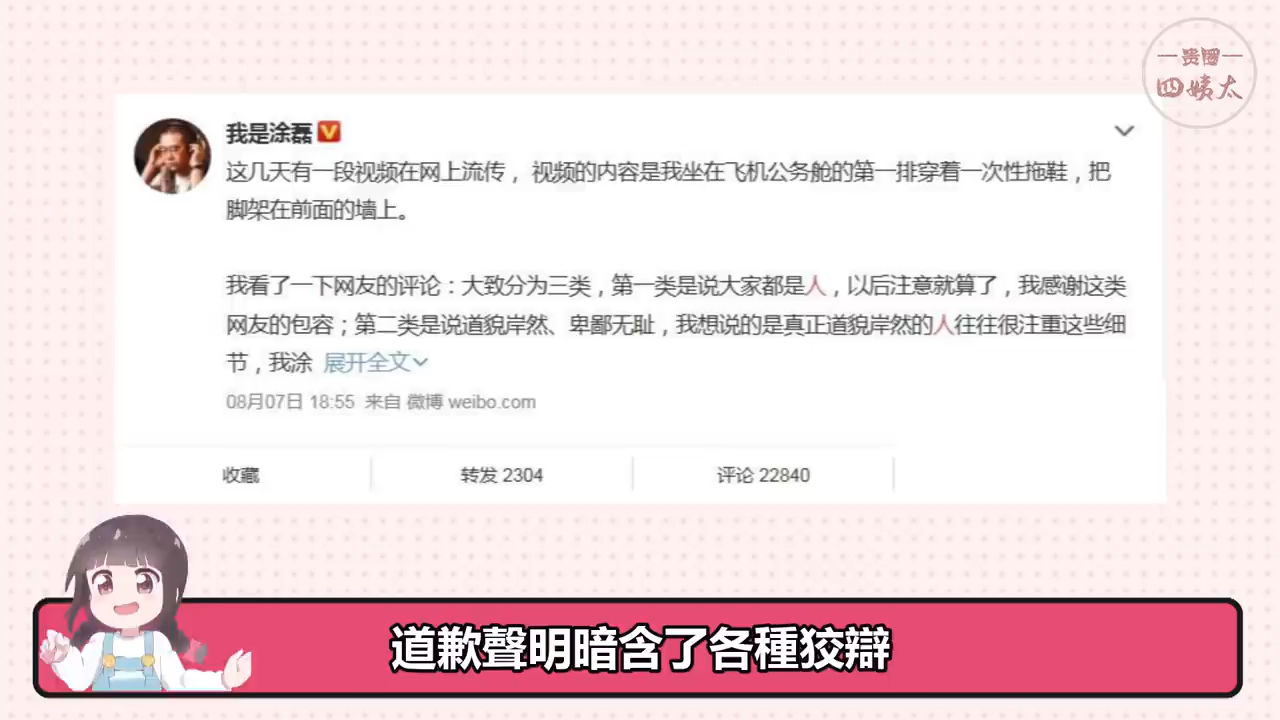 贵圈
四姨太
我是涂磊
这几天有一段视频在网上流传，视频的内容是我坐在飞机公务舱的第一排穿着一次性拖鞋，把
脚架在前面的墙上。
我看了一下网友的评论：大致分为三类，第一类是说大家都是人，以后注意就算了，我感谢这类
网友的包容；第二类是说道貌岸然、卑鄙无耻，我想说的是真正道貌岸然的人往往很注重这些细
节，我涂 展开全文
08月07日 18:55 来自 微博 weibo.com
收藏 转发 2304 评论 22840
道歉聲明暗含了各種狡辯